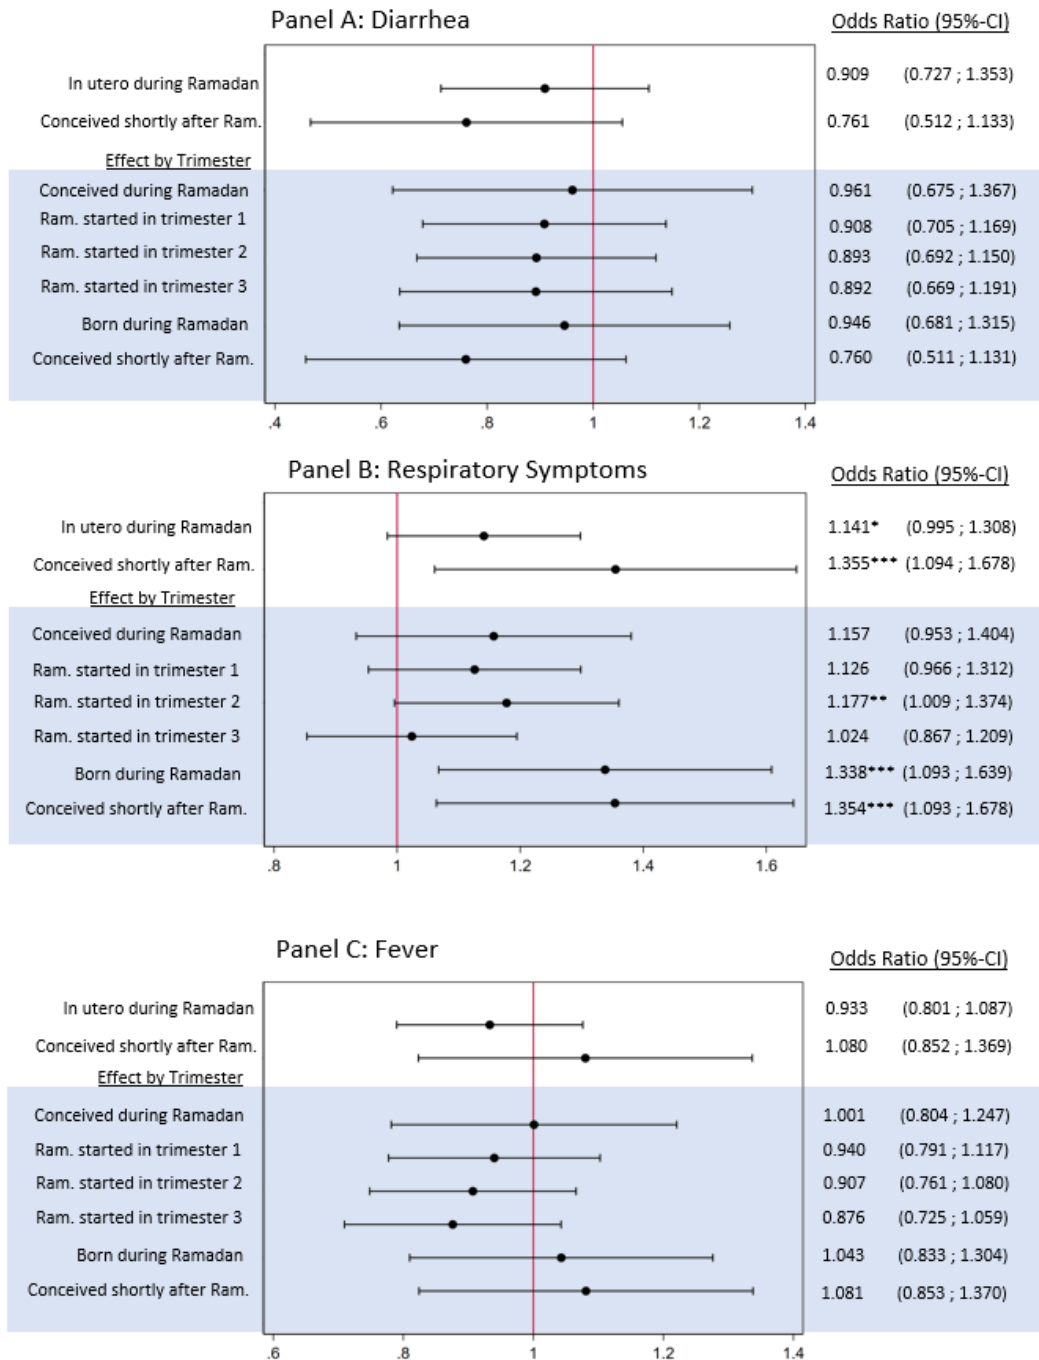 Panel A: Diarrhea
Odds Ratio (95%-CI)
In utero during Ramadan 0.909 (0.727 ; 1.353)
Conceived shortly after Ram. 0.761 (0.512 ; 1.133)
Effect by Trimester
Conceived during Ramadan 0.961 (0.675 ; 1.367)
Ram. started in trimester 1 0.908 (0.705 ; 1.169)
Ram. started in trimester 2 0.893 (0.692 ; 1.150)
Ram. started in trimester 3 0.892 (0.669 ; 1.191)
Born during Ramadan 0.946 (0.681 ; 1.315)
Conceived shortly after Ram. 0.760 (0.511 ; 1.131)
.4 .6 .8 1 1.2 1.4
Panel B: Respiratory Symptoms
Odds Ratio (95%-CI)
In utero during Ramadan 1.141* (0.995 ; 1.308)
Conceived shortly after Ram. 1.355*** (1.094 ; 1.678)
Effect by Trimester
Conceived during Ramadan 1.157 (0.953 ; 1.404)
Ram. started in trimester 1 1.126 (0.966 ; 1.312)
Ram. started in trimester 2 1.177** (1.009 ; 1.374)
Ram. started in trimester 3 1.024 (0.867 ; 1.209)
Born during Ramadan 1.338*** (1.093 ; 1.639)
Conceived shortly after Ram. 1.354*** (1.093 ; 1.678)
.8 1 1.2 1.4 1.6
Panel C: Fever
Odds Ratio (95%-CI)
In utero during Ramadan 0.933 (0.801 ; 1.087)
Conceived shortly after Ram. 1.080 (0.852 ; 1.369)
Effect by Trimester
Conceived during Ramadan 1.001 (0.804 ; 1.247)
Ram. started in trimester 1 0.940 (0.791 ; 1.117)
Ram. started in trimester 2 0.907 (0.761 ; 1.080)
Ram. started in trimester 3 0.876 (0.725 ; 1.059)
Born during Ramadan 1.043 (0.833 ; 1.304)
Conceived shortly after Ram. 1.081 (0.853 ; 1.370)
.6 .8 1 1.2 1.4